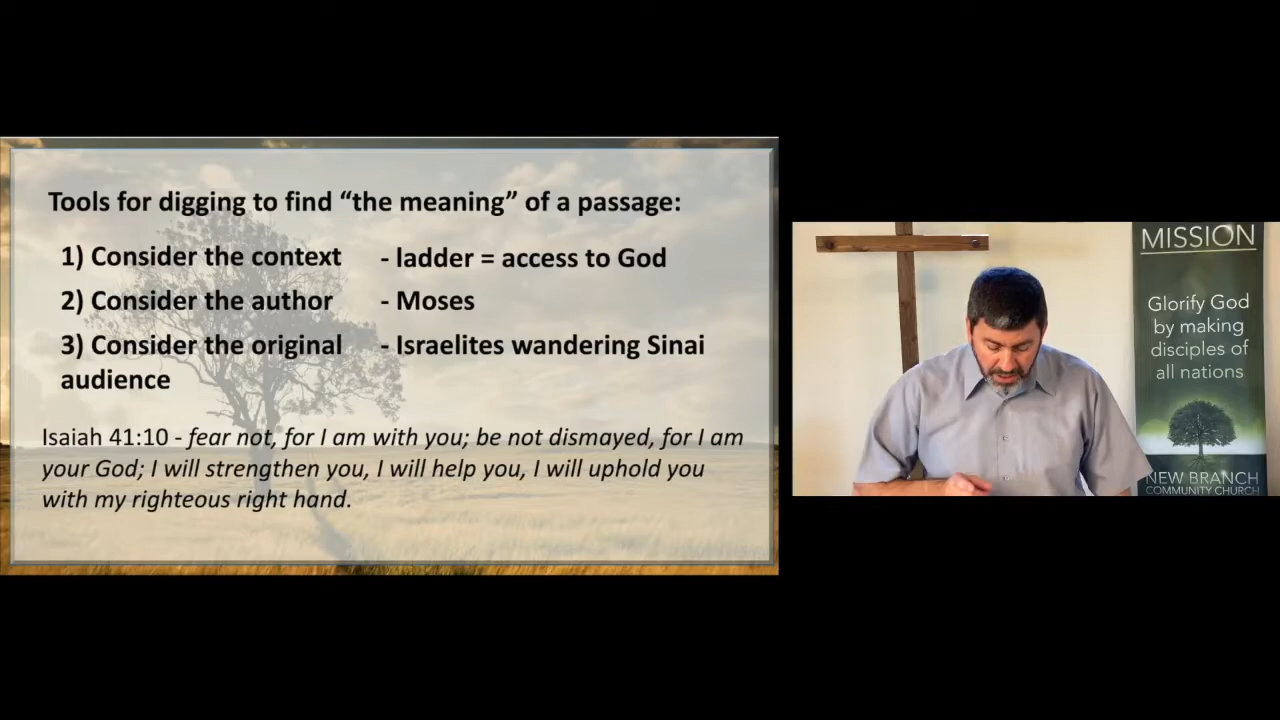 Tools for digging to find “the meaning” of a passage:
1) Consider the context - ladder = access to God
2) Consider the author - Moses
3) Consider the original - Israelites wandering Sinai
audience
Isaiah 41:10 - fear not, for I am with you; be not dismayed, for I am
your God; I will strengthen you, I will help you, I will uphold you
with my righteous right hand.
MISSION
Glorify God
by making
disciples of
all nations
NEW BRANCH
COMMUNITY CHURCH